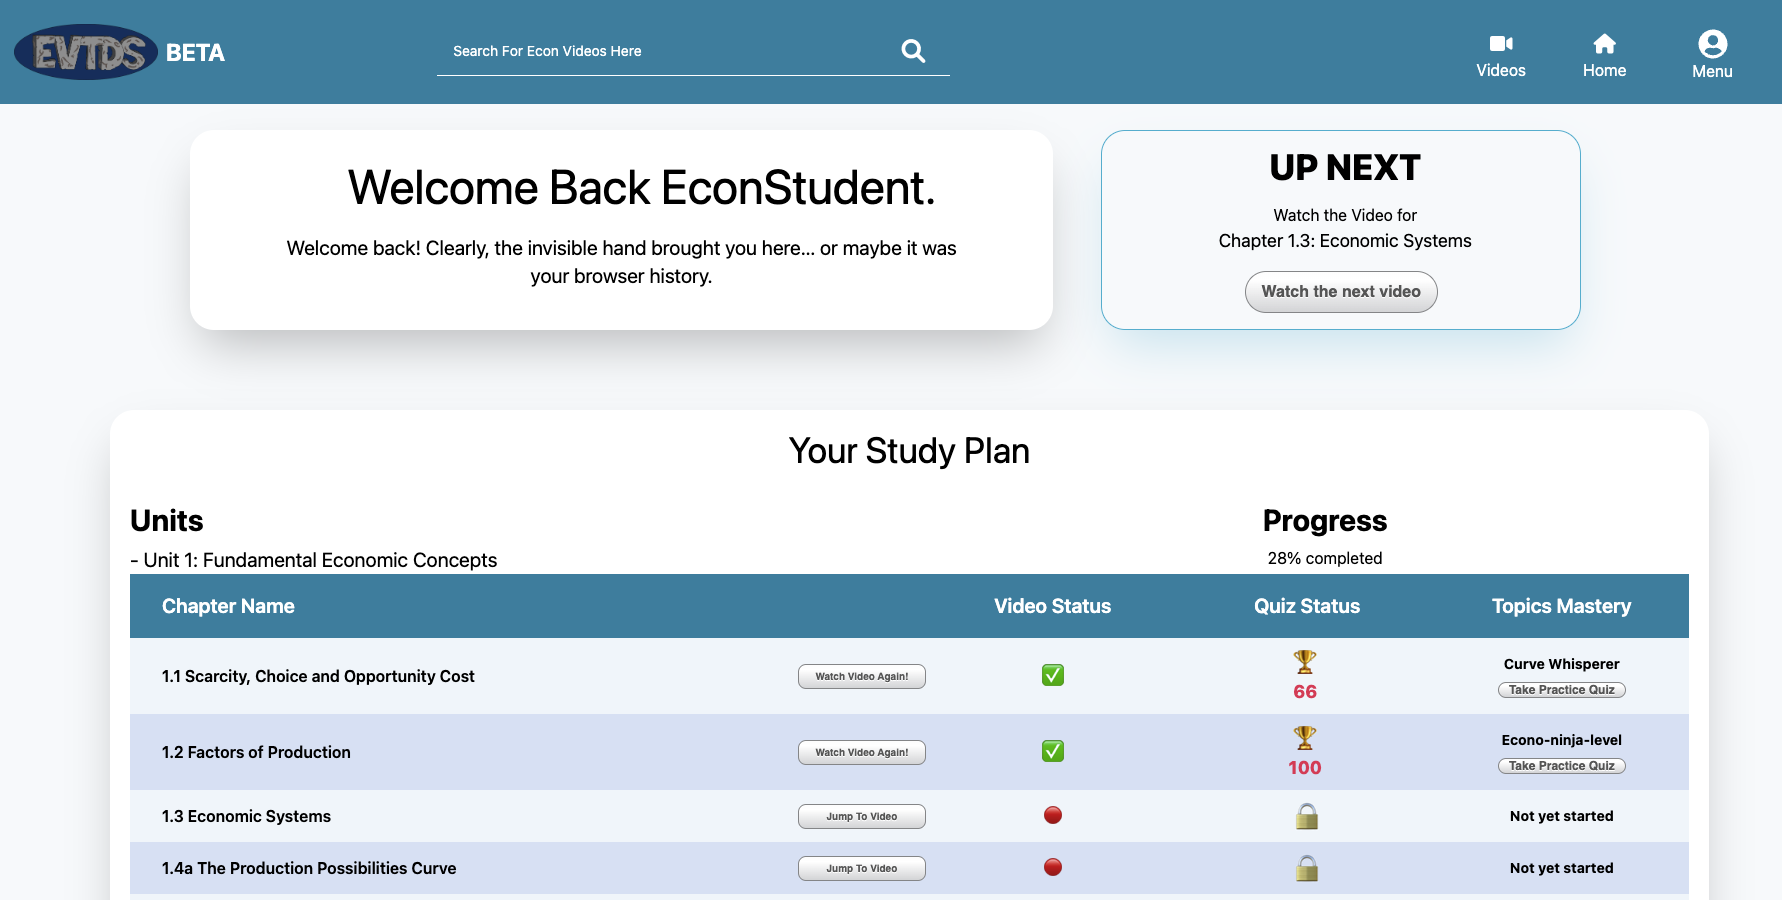 EVTDS BETA
Search For Econ Videos Here
Videos
Home
Menu
Welcome Back EconStudent.
Welcome back! Clearly, the invisible hand brought you here... or maybe it was
your browser history.
UP NEXT
Watch the Video for
Chapter 1.3: Economic Systems
Watch the next video
Your Study Plan
Units
Progress
- Unit 1: Fundamental Economic Concepts
28% completed
Chapter Name
Video Status
Quiz Status
Topics Mastery
1.1 Scarcity, Choice and Opportunity Cost
Watch Video Again!
66
Curve Whisperer
Take Practice Quiz
1.2 Factors of Production
Watch Video Again!
100
Econo-ninja-level
Take Practice Quiz
1.3 Economic Systems
Jump To Video
Not yet started
1.4a The Production Possibilities Curve
Jump To Video
Not yet started